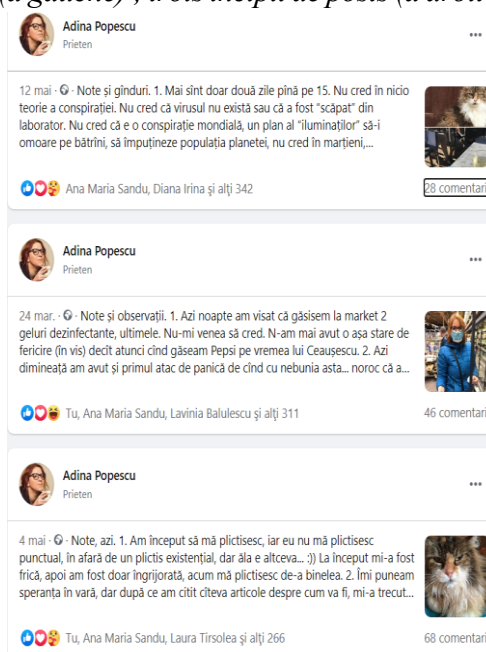 Adina Popescu
Prieten
12 mai · Note și gînduri. 1. Mai sînt doar două zile pînă pe 15. Nu cred în nicio
teorie a conspirației. Nu cred că virusul nu există sau că a fost "scăpat" din
laborator. Nu cred că e o conspirație mondială, un plan al "iluminaților" să-i
omoare pe bătrîni, să împuțineze populația planetei, nu cred în marțieni,...
Ana Maria Sandu, Diana Irina și alți 342
28 comentari
Adina Popescu
Prieten
24 mar. · Note și observații. 1. Azi noapte am visat că găsisem la market 2
geluri dezinfectante, ultimele. Nu-mi venea să cred. N-am mai avut o așa stare de
fericire (în vis) decît atunci cînd găseam Pepsi pe vremea lui Ceaușescu. 2. Azi
dimineață am avut și primul atac de panică de cînd cu nebunia asta... noroc că a...
Tu, Ana Maria Sandu, Lavinia Balulescu și alți 311
46 comentari
Adina Popescu
Prieten
4 mai · Note, azi. 1. Am început să mă plictisesc, iar eu nu mă plictisesc
punctual, în afară de un plictis existențial, dar ăla e altceva... :)) La început mi-a fost
frică, apoi am fost doar îngrijorată, acum mă plictisesc de-a binelea. 2. Îmi puneam
speranța în vară, dar după ce am citit cîteva articole despre cum va fi, mi-a trecut...
Tu, Ana Maria Sandu, Laura Tirsolea și alți 266
68 comentari